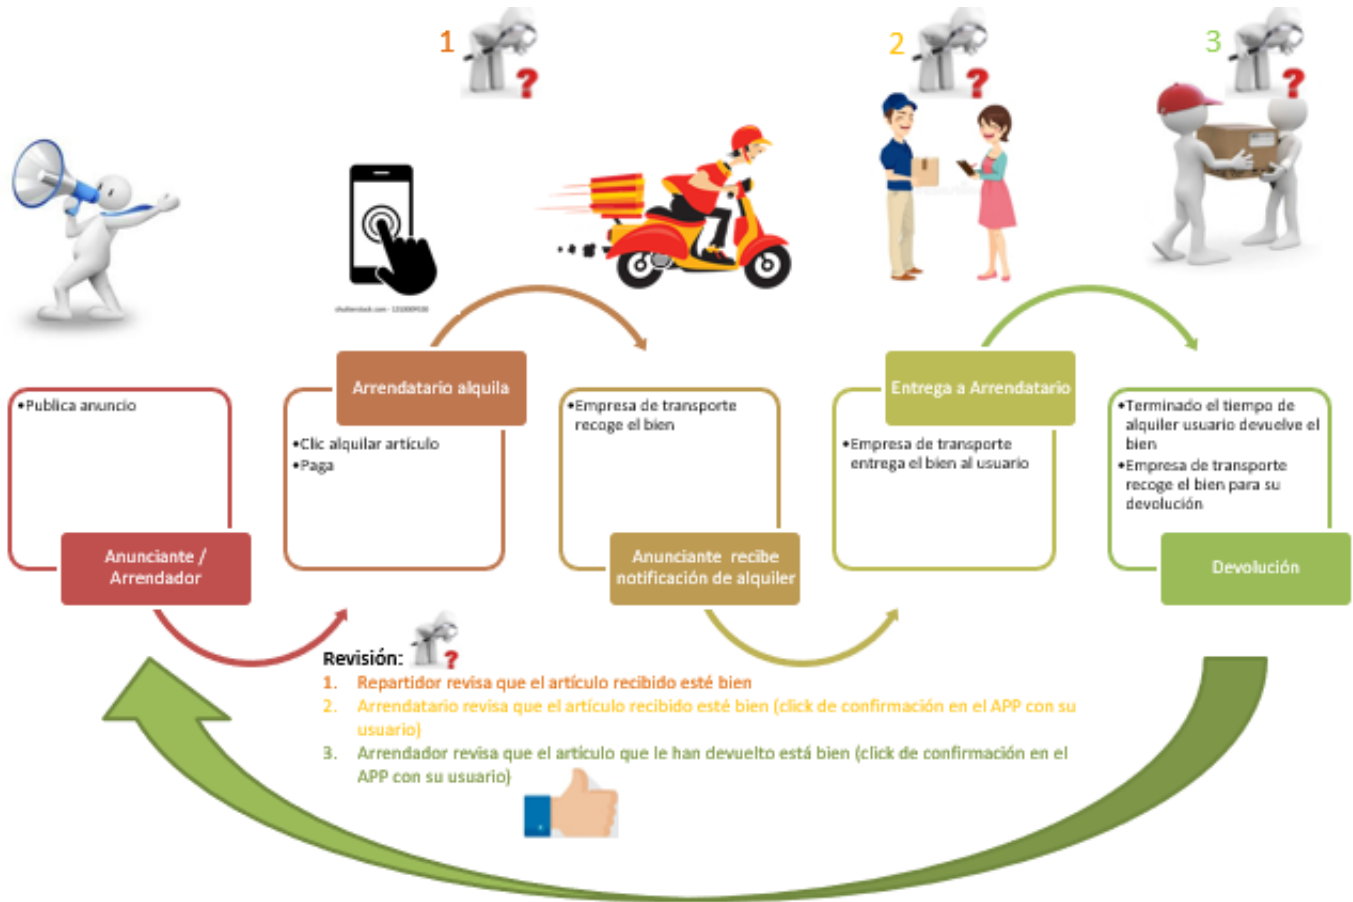 1
2
3
•Publica anuncio
Anunciante /
Arrendador
Arrendatario alquila
•Clic alquilar artículo
•Paga
•Empresa de transporte
recoge el bien
Anunciante recibe
notificación de alquiler
Entrega a Arrendatario
•Empresa de transporte
entrega el bien al usuario
•Terminado el tiempo de
alquiler usuario devuelve el
bien
•Empresa de transporte
recoge el bien para su
devolución
Devolución
Revisión:
1. Repartidor revisa que el artículo recibido esté bien
2. Arrendatario revisa que el artículo recibido esté bien (click de confirmación en el APP con su
usuario)
3. Arrendador revisa que el artículo que le han devuelto está bien (click de confirmación en el
APP con su usuario)